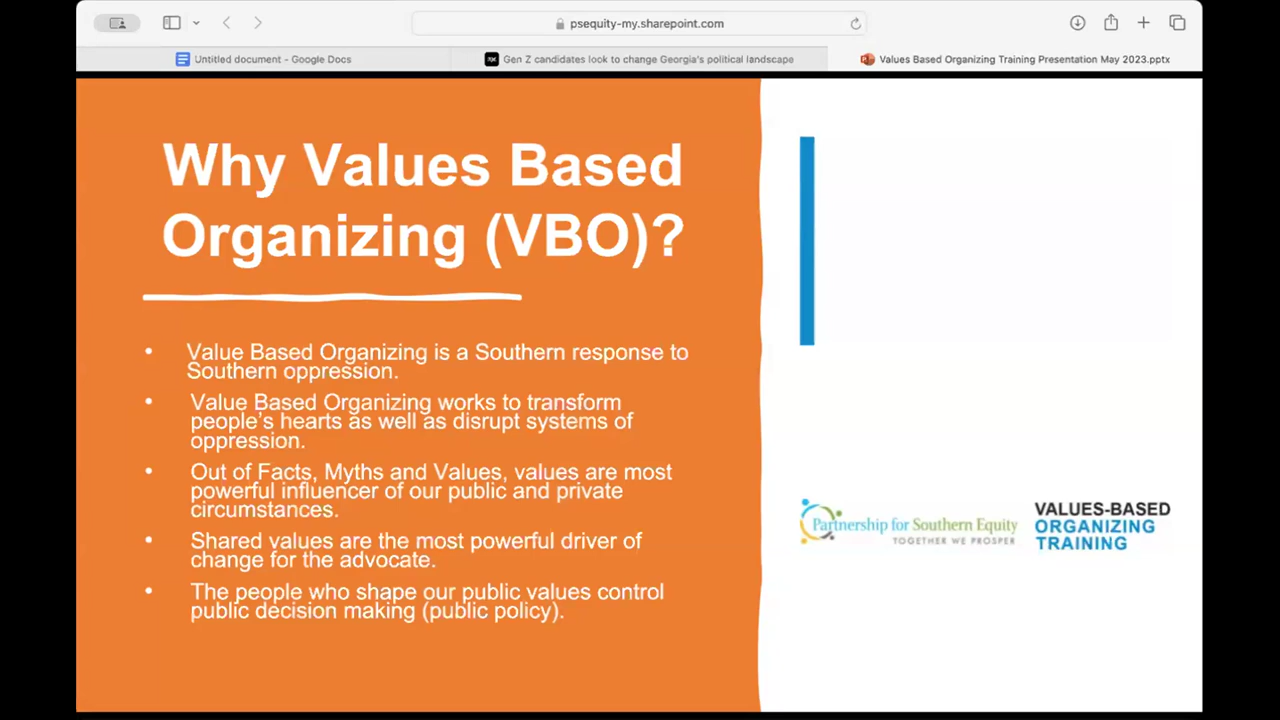 psequity-my.sharepoint.com
Untitled document - Google Docs
Gen Z candidates look to change Georgia's political landscape
Values Based Organizing Training Presentation May 2023.pptx
Why Values Based
Organizing (VBO)?
• Value Based Organizing is a Southern response to
Southern oppression.
• Value Based Organizing works to transform
people's hearts as well as disrupt systems of
oppression.
• Out of Facts, Myths and Values, values are most
powerful influencer of our public and private
circumstances.
• Shared values are the most powerful driver of
change for the advocate.
• The people who shape our public values control
public decision making (public policy).
Partnership for Southern Equity
TOGETHER WE PROSPER
VALUES-BASED
ORGANIZING
TRAINING